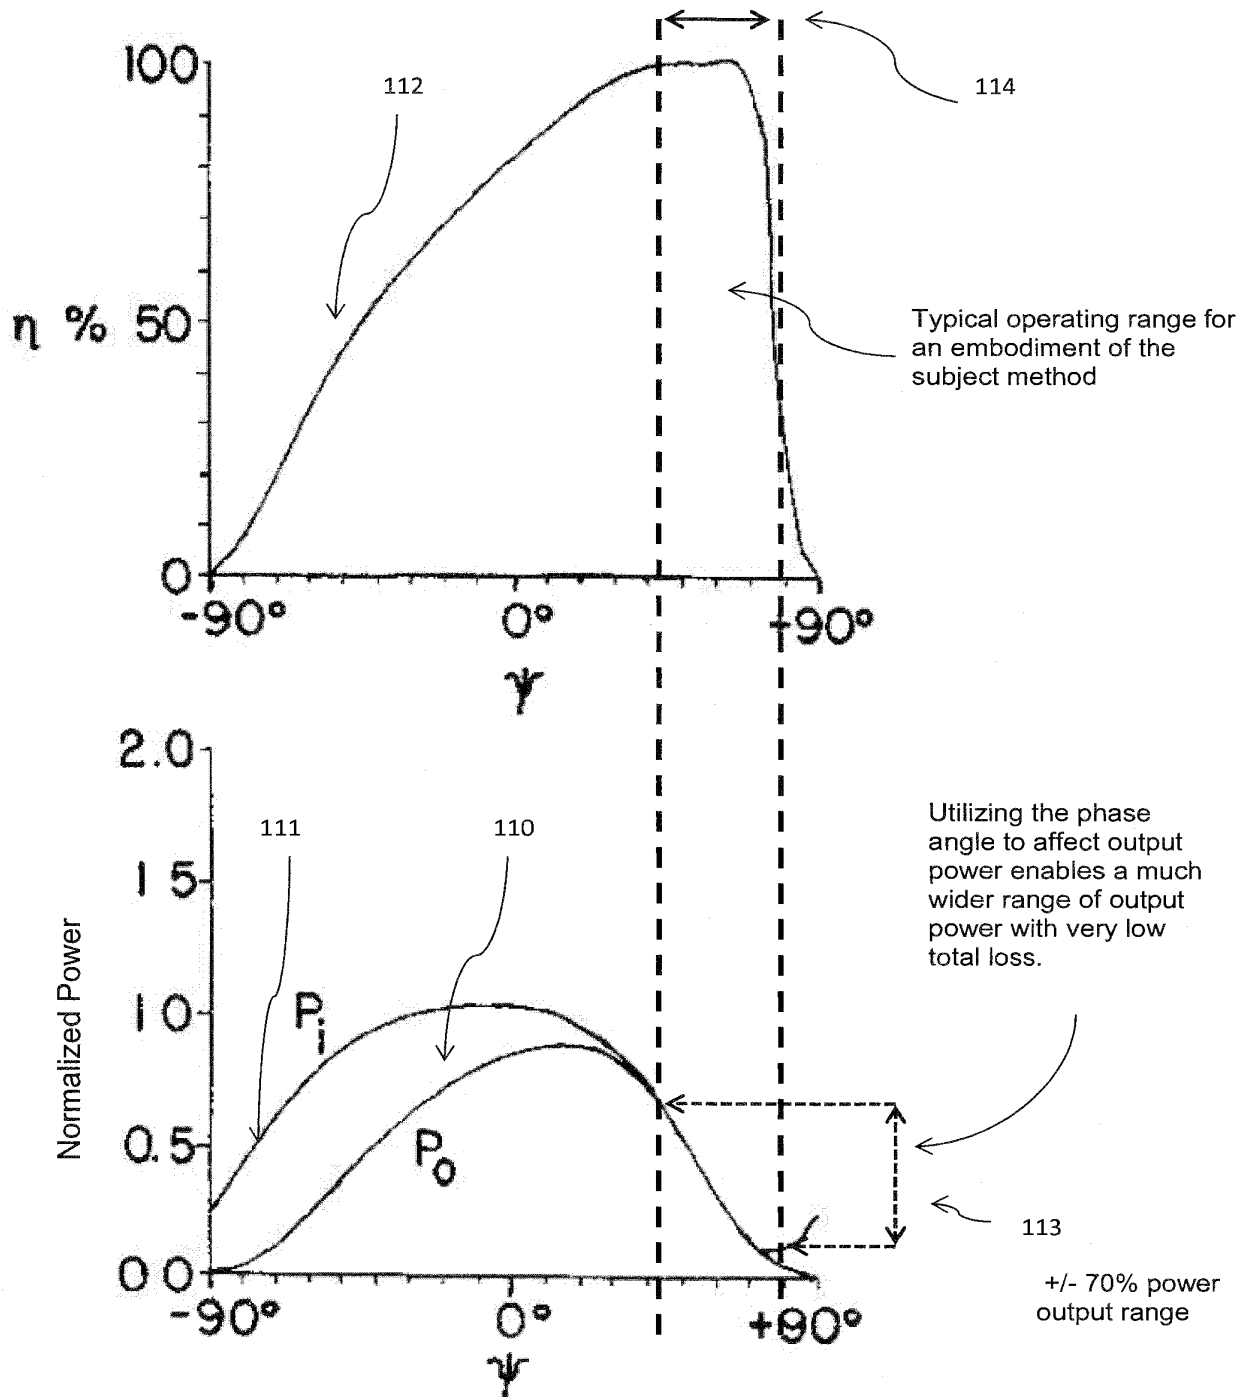 100
112
114
η % 50
Typical operating range for
an embodiment of the
subject method
0
-90°
0°
+90°
ψ
2.0
Utilizing the phase
angle to affect output
power enables a much
wider range of output
power with very low
total loss.
111
110
1 5
Normalized Power
1 0
Pi
0.5
Po
113
0 0
+/- 70% power
output range
-90°
0°
+90°
ψ